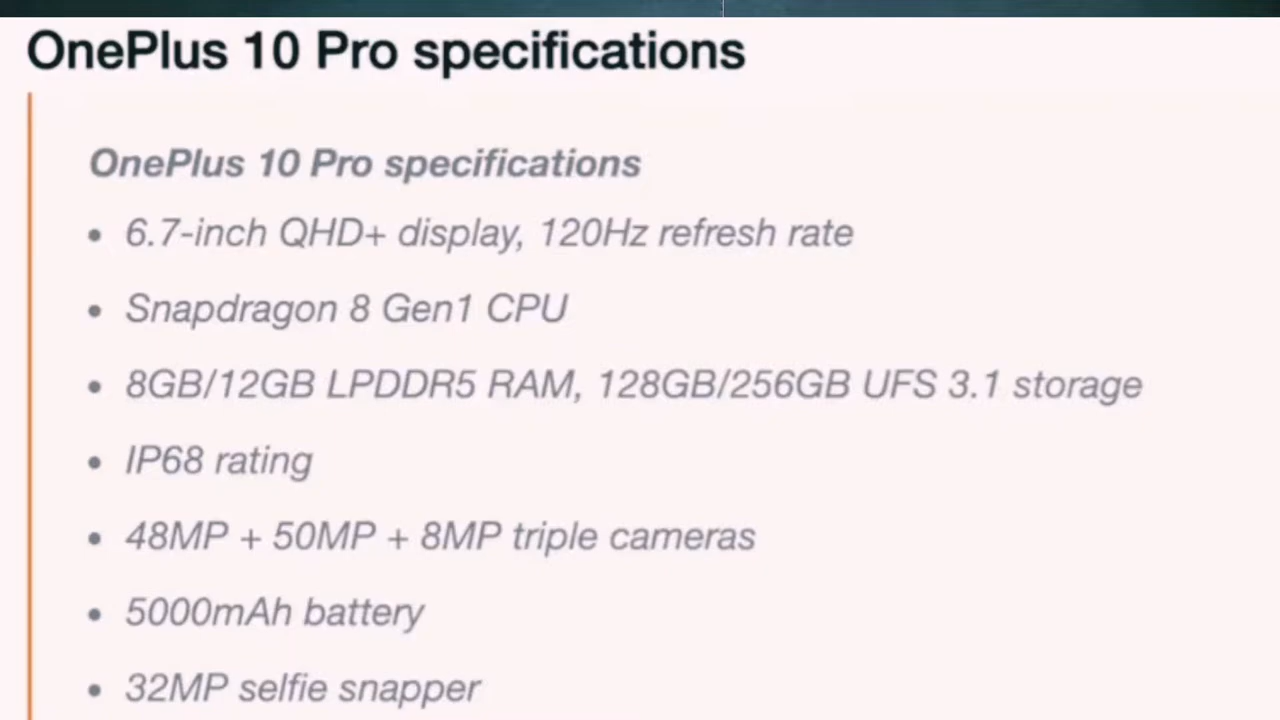 OnePlus 10 Pro specifications
OnePlus 10 Pro specifications
• 6.7-inch QHD+ display, 120Hz refresh rate
• Snapdragon 8 Gen1 CPU
• 8GB/12GB LPDDR5 RAM, 128GB/256GB UFS 3.1 storage
• IP68 rating
• 48MP + 50MP + 8MP triple cameras
• 5000mAh battery
• 32MP selfie snapper